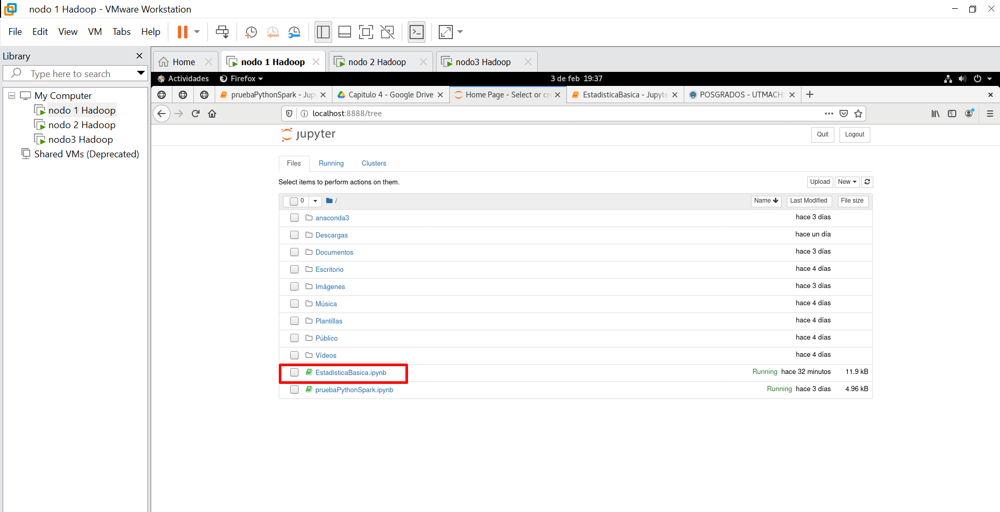 nodo 1 Hadoop - VMware Workstation
File Edit View VM Tabs Help
Library
Type here to search
My Computer
nodo 1 Hadoop
nodo 2 Hadoop
nodo3 Hadoop
Shared VMs (Deprecated)
Home nodo 1 Hadoop nodo 2 Hadoop nodo3 Hadoop
Actividades Firefox 3 de feb 19:37
pruebaPythonSpark - Jupy Capitulo 4 - Google Drive Home Page - Select or cr EstadisticaBasica - Jupyte POSGRADOS - UTMACH:
localhost:8888/tree
jupyter Quit Logout
Files Running Clusters
Select items to perform actions on them. Upload New
0 / Name Last Modified File size
anaconda3 hace 3 días
Descargas hace un día
Documentos hace 3 días
Escritorio hace 4 días
Imágenes hace 3 días
Música hace 4 días
Plantillas hace 4 días
Público hace 4 días
Vídeos hace 4 días
EstadisticaBasica.ipynb Running hace 32 minutos 11.9 kB
pruebaPythonSpark.ipynb Running hace 3 días 4.96 kB